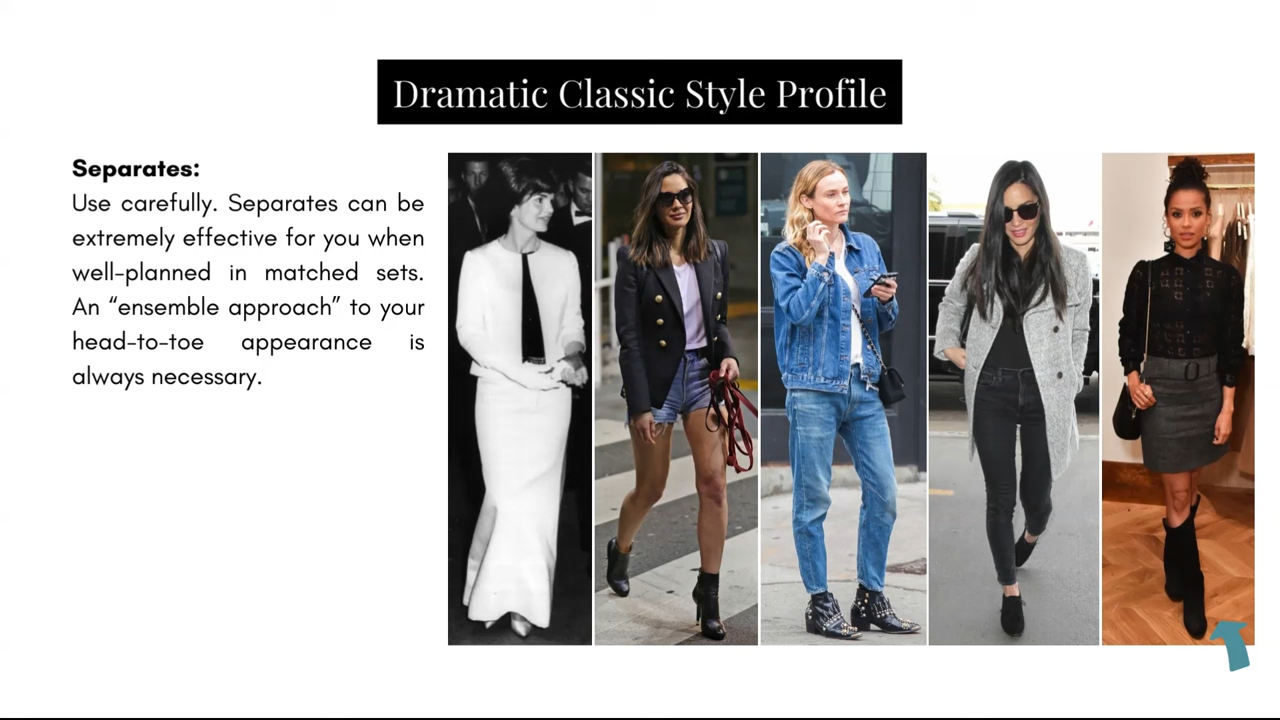 Dramatic Classic Style Profile
Separates:
Use carefully. Separates can be
extremely effective for you when
well-planned in matched sets.
An “ensemble approach” to your
head-to-toe appearance is
always necessary.